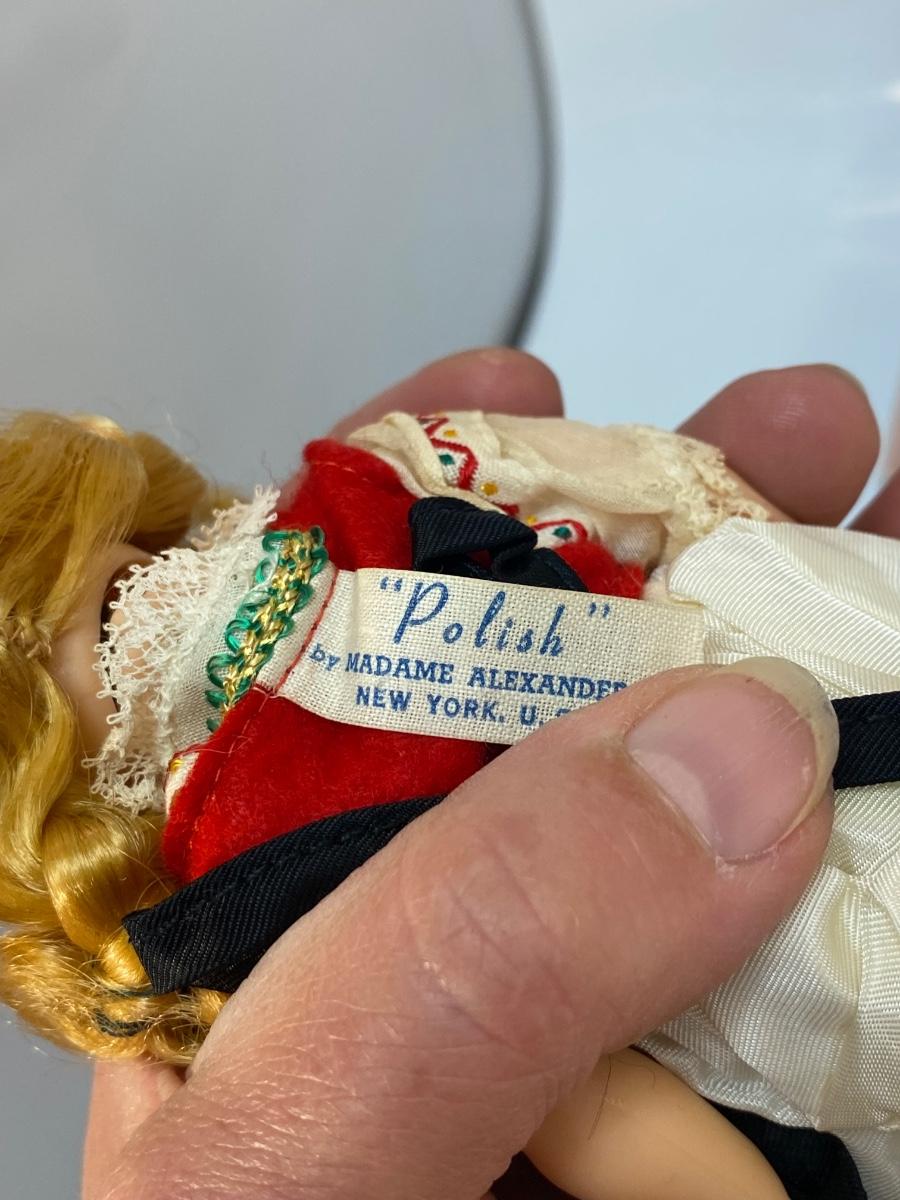 "Polish"
by MADAME ALEXANDER
NEW YORK, U.